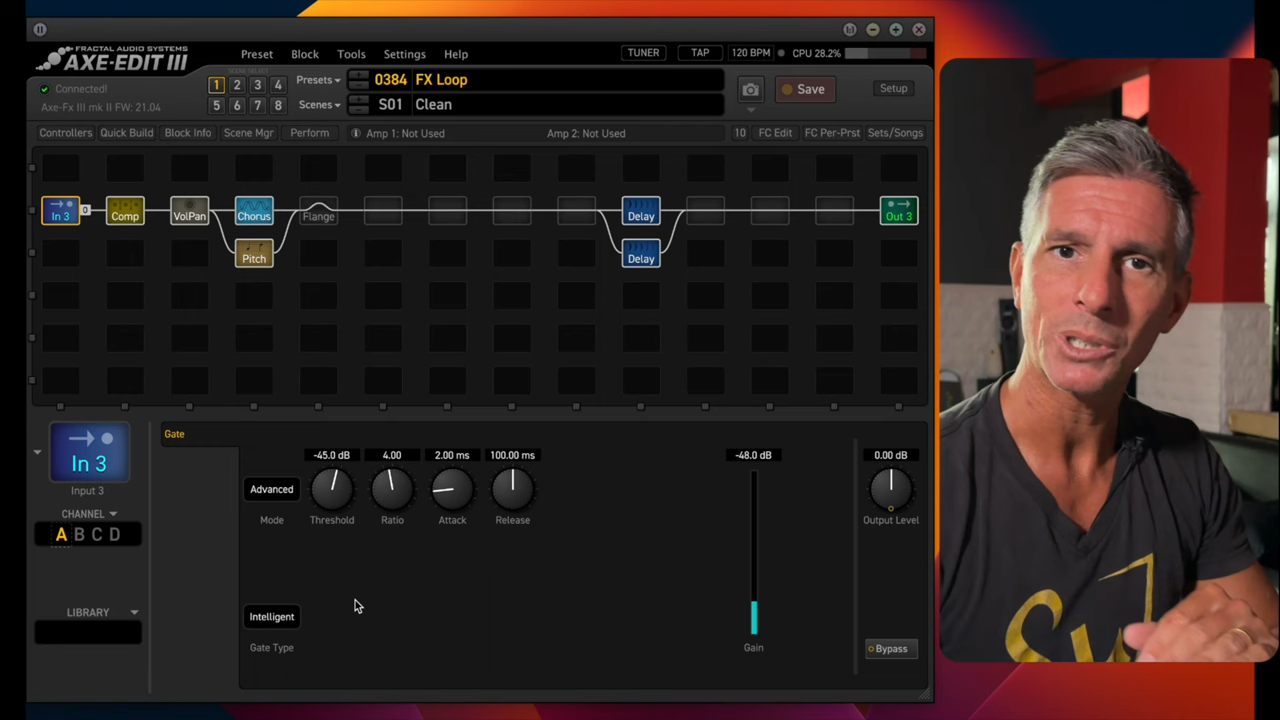 FRACTAL AUDIO SYSTEMS
AXE-EDIT III
Preset Block Tools Settings Help
TUNER TAP 120 BPM CPU 28.2%
Connected!
Axe-Fx III mk II FW: 21.04
SCENE SELECT
1 2 3 4
5 6 7 8
Presets 0384 FX Loop
Scenes S01 Clean
Save
Setup
Controllers Quick Build Block Info Scene Mgr Perform Amp 1: Not Used Amp 2: Not Used 10 FC Edit FC Per-Prst Sets/Songs
In 3 0 Comp VolPan Chorus Flange Delay Out 3
Pitch Delay
In 3
Input 3
CHANNEL
A B C D
LIBRARY
Gate
-45.0 dB 4.00 2.00 ms 100.00 ms -48.0 dB 0.00 dB
Advanced
Mode Threshold Ratio Attack Release Output Level
Intelligent
Gate Type Gain
Bypass